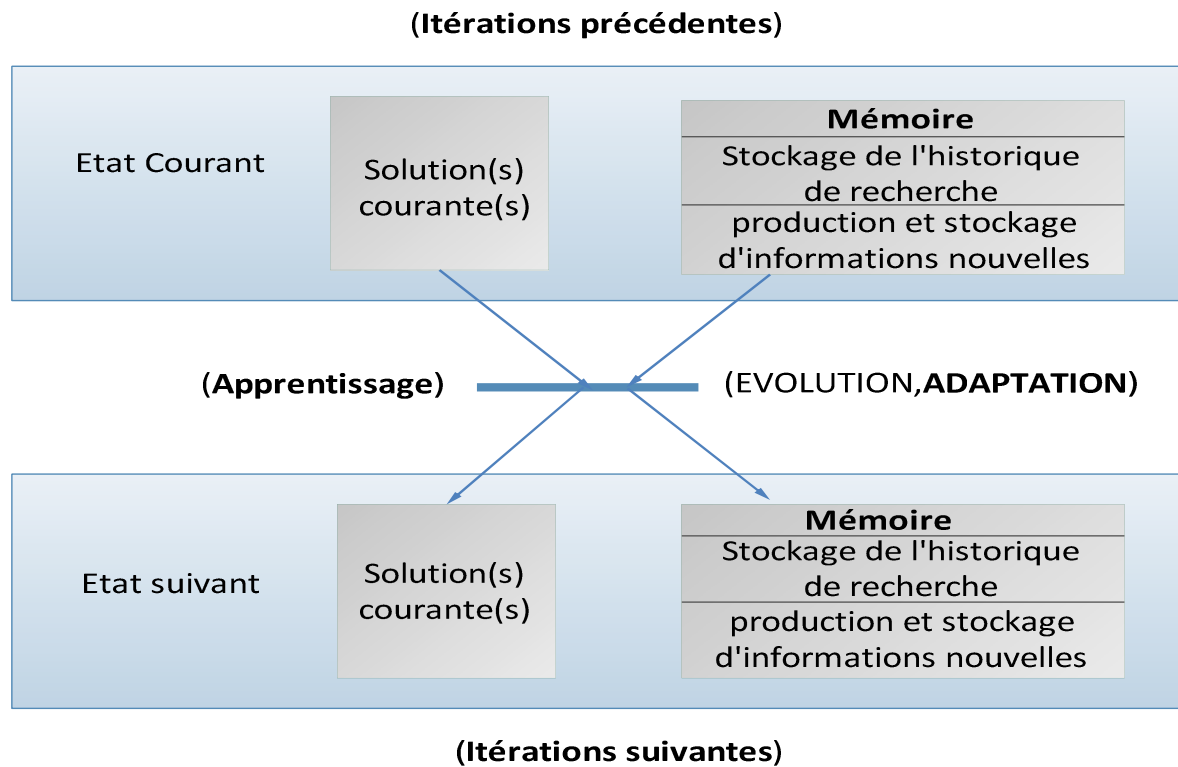 (Itérations précédentes)
Etat Courant
Solution(s)
courante(s)
Mémoire
Stockage de l'historique
de recherche
production et stockage
d'informations nouvelles
(Apprentissage)
(EVOLUTION,ADAPTATION)
Etat suivant
Solution(s)
courante(s)
Mémoire
Stockage de l'historique
de recherche
production et stockage
d'informations nouvelles
(Itérations suivantes)